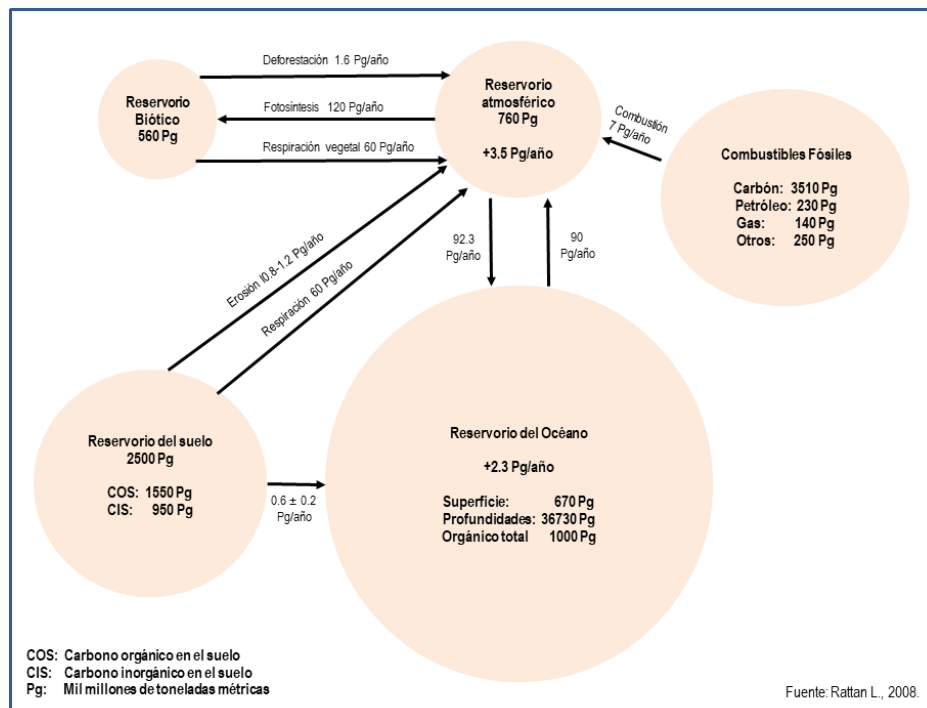 Deforestación 1.6 Pg/año
Reservorio
Biótico
560 Pg
Fotosíntesis 120 Pg/año
Respiración vegetal 60 Pg/año
Reservorio
atmosférico
760 Pg
+3.5 Pg/año
Combustión
7 Pg/año
Combustibles Fósiles
Carbón: 3510 Pg
Petróleo: 230 Pg
Gas: 140 Pg
Otros: 250 Pg
92.3
Pg/año
90
Pg/año
Erosión I0.8-1.2 Pg/año
Respiración 60 Pg/año
Reservorio del suelo
2500 Pg
COS: 1550 Pg
CIS: 950 Pg
0.6 ± 0.2
Pg/año
Reservorio del Océano
+2.3 Pg/año
Superficie: 670 Pg
Profundidades: 36730 Pg
Orgánico total 1000 Pg
COS: Carbono orgánico en el suelo
CIS: Carbono inorgánico en el suelo
Pg: Mil millones de toneladas métricas
Fuente: Rattan L., 2008.